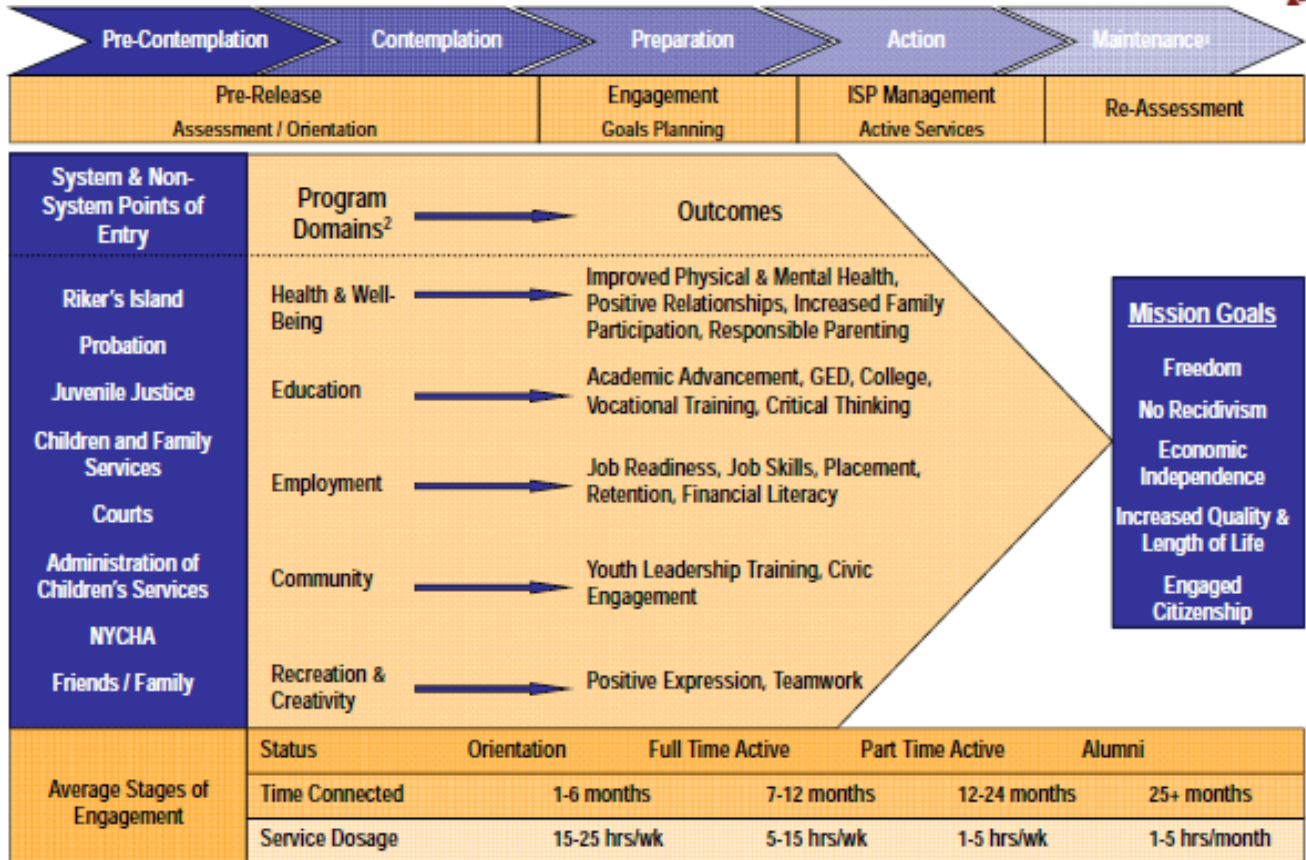 Pre-Contemplation
Contemplation
Preparation
Action
Maintenance¹
Pre-Release
Assessment / Orientation
Engagement
Goals Planning
ISP Management
Active Services
Re-Assessment
System & Non-
System Points of
Entry
Riker's Island
Probation
Juvenile Justice
Children and Family
Services
Courts
Administration of
Children's Services
NYCHA
Friends / Family
Program
Domains²
Outcomes
Health & Well-
Being
Improved Physical & Mental Health,
Positive Relationships, Increased Family
Participation, Responsible Parenting
Education
Academic Advancement, GED, College,
Vocational Training, Critical Thinking
Employment
Job Readiness, Job Skills, Placement,
Retention, Financial Literacy
Community
Youth Leadership Training, Civic
Engagement
Recreation &
Creativity
Positive Expression, Teamwork
Mission Goals
Freedom
No Recidivism
Economic
Independence
Increased Quality &
Length of Life
Engaged
Citizenship
Average Stages of
Engagement
Status Orientation Full Time Active Part Time Active Alumni
Time Connected 1-6 months 7-12 months 12-24 months 25+ months
Service Dosage 15-25 hrs/wk 5-15 hrs/wk 1-5 hrs/wk 1-5 hrs/month